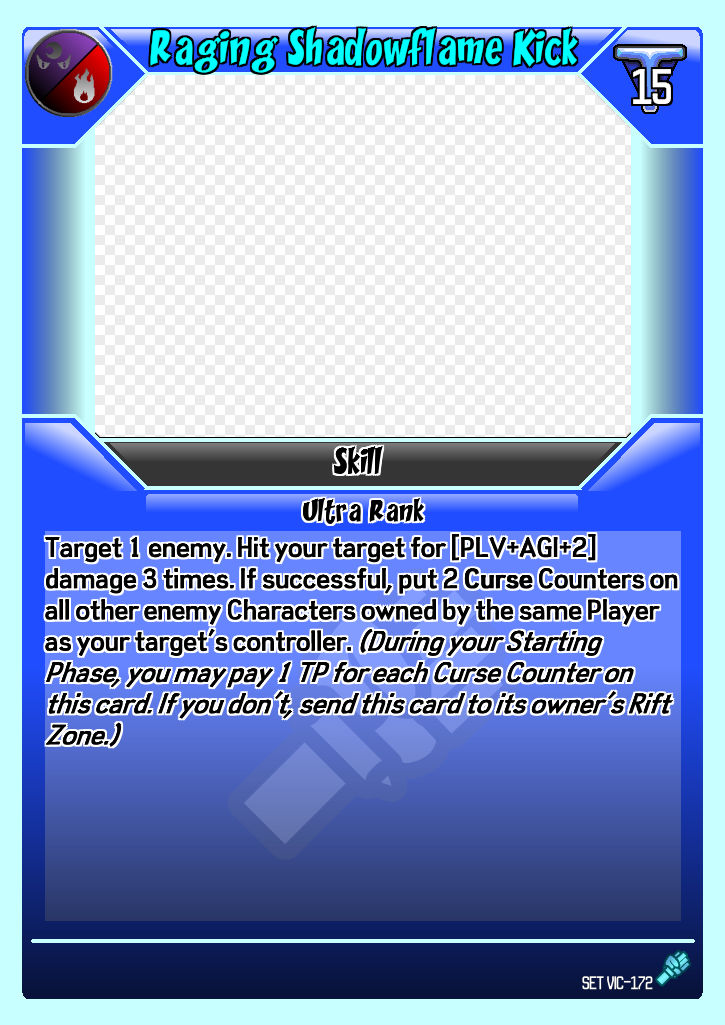 Raging Shadowflame Kick
15
Skill
Ultra Rank
Target 1 enemy. Hit your target for [PLV+AGI+2]
damage 3 times. If successful, put 2 Curse Counters on
all other enemy Characters owned by the same Player
as your target's controller. (During your Starting
Phase, you may pay 1 TP for each Curse Counter on
this card. If you don't, send this card to its owner's Rift
Zone.)
SET VIC-172